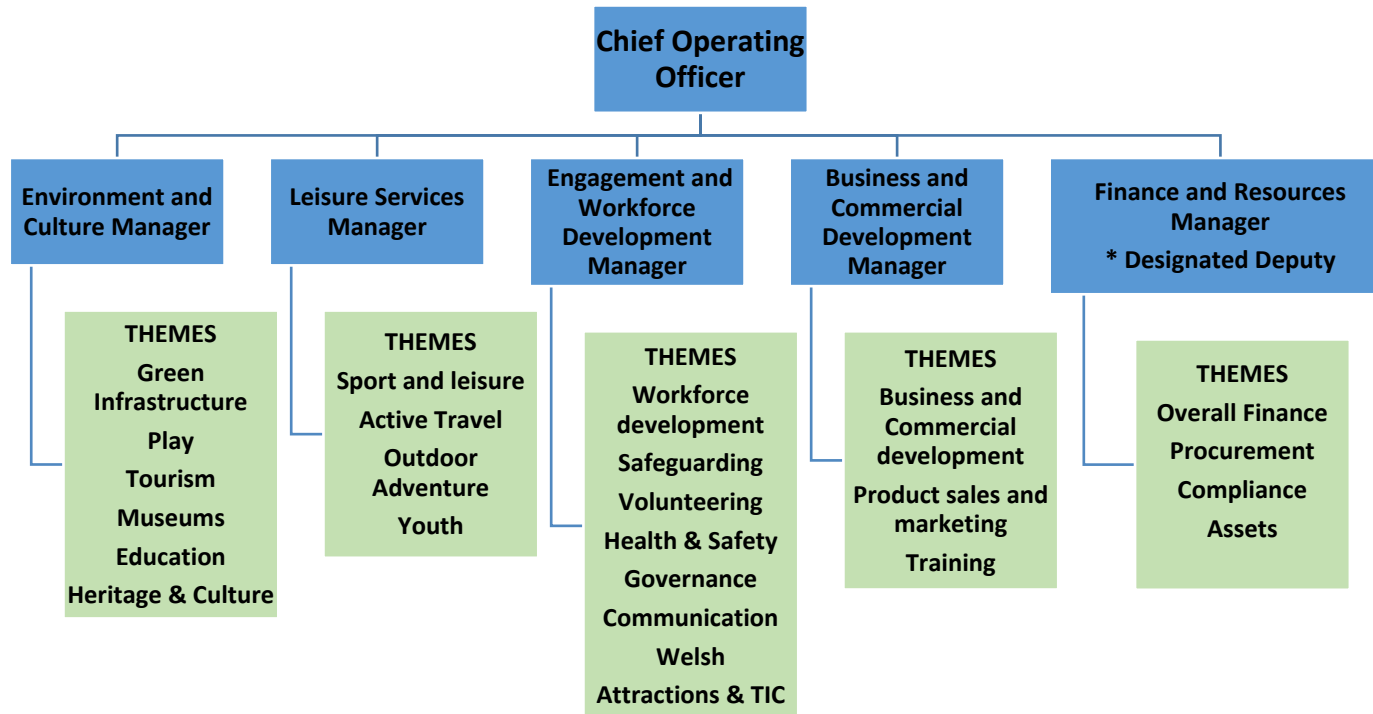 Chief Operating
Officer
Environment and
Culture Manager
Leisure Services
Manager
Engagement and
Workforce
Development
Manager
Business and
Commercial
Development
Manager
Finance and Resources
Manager
* Designated Deputy
THEMES
Green
Infrastructure
Play
Tourism
Museums
Education
Heritage & Culture
THEMES
Sport and leisure
Active Travel
Outdoor
Adventure
Youth
THEMES
Workforce
development
Safeguarding
Volunteering
Health & Safety
Governance
Communication
Welsh
Attractions & TIC
THEMES
Business and
Commercial
development
Product sales and
marketing
Training
THEMES
Overall Finance
Procurement
Compliance
Assets